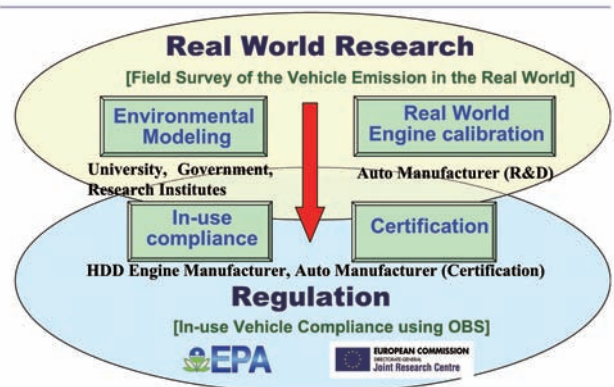 Real World Research
[Field Survey of the Vehicle Emission in the Real World]
Environmental
Modeling
Real World
Engine calibration
University, Government,
Research Institutes
Auto Manufacturer (R&D)
In-use
compliance
Certification
HDD Engine Manufacturer, Auto Manufacturer (Certification)
Regulation
[In-use Vehicle Compliance using OBS]
EPA
EUROPEAN COMMISSION
DIRECTORATE-GENERAL
Joint Research Centre